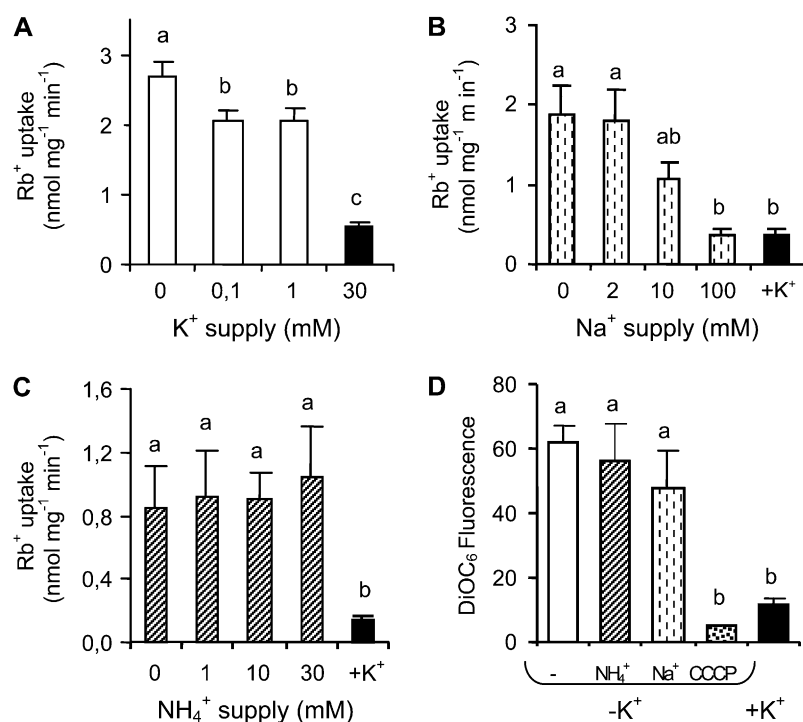 A
Rb⁺ uptake
(nmol mg⁻¹ min⁻¹)
3
2
1
0
a
b
b
c
0
0,1
1
30
K⁺ supply (mM)
B
Rb⁺ uptake
(nmol mg⁻¹ m in⁻¹)
3
2
1
0
a
a
ab
b
b
0
2
10
100
+K⁺
Na⁺ supply (mM)
C
Rb⁺ uptake
(nmol mg⁻¹ min⁻¹)
1,6
1,2
0,8
0,4
0,0
a
a
a
a
b
0
1
10
30
+K⁺
NH₄⁺ supply (mM)
D
DiOC₆ Fluorescence
80
60
40
20
0
a
a
a
b
b
-
NH₄⁺
Na⁺
CCCP
-K⁺
+K⁺